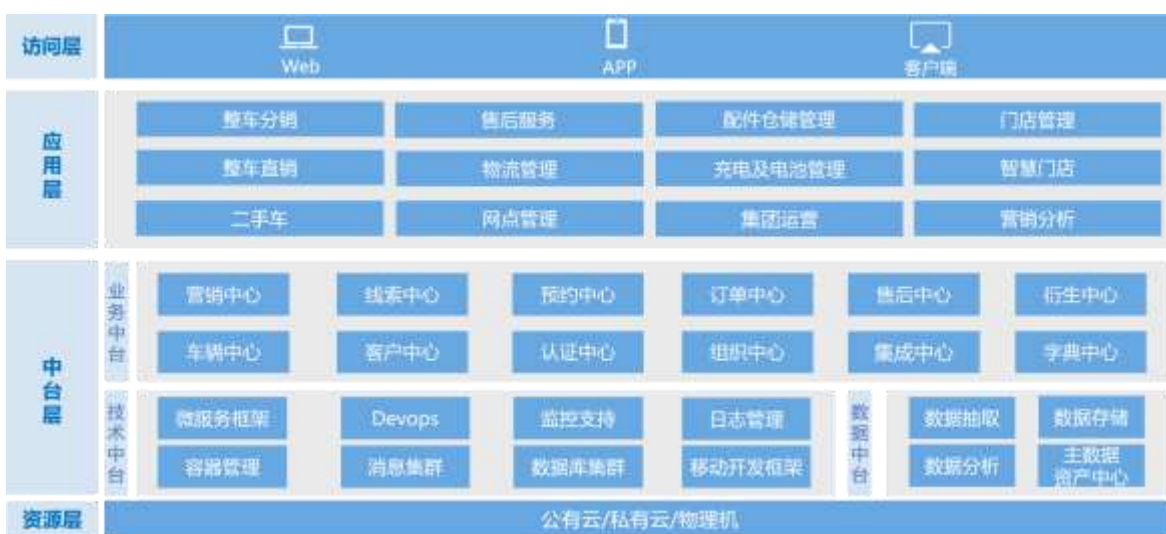 访问层
Web
APP
客户端
应用层
整车分销
售后服务
配件仓储管理
门店管理
整车直销
物流管理
充电及电池管理
智慧门店
二手车
网点管理
集团运营
营销分析
中台层
业务中台
营销中心
线索中心
预约中心
订单中心
售后中心
衍生中心
车辆中心
客户中心
认证中心
组织中心
集成中心
字典中心
技术中台
微服务框架
Devops
监控支持
日志管理
容器管理
消息集群
数据库集群
移动开发框架
数据中台
数据抽取
数据存储
数据分析
主数据
资产中心
资源层
公有云/私有云/物理机